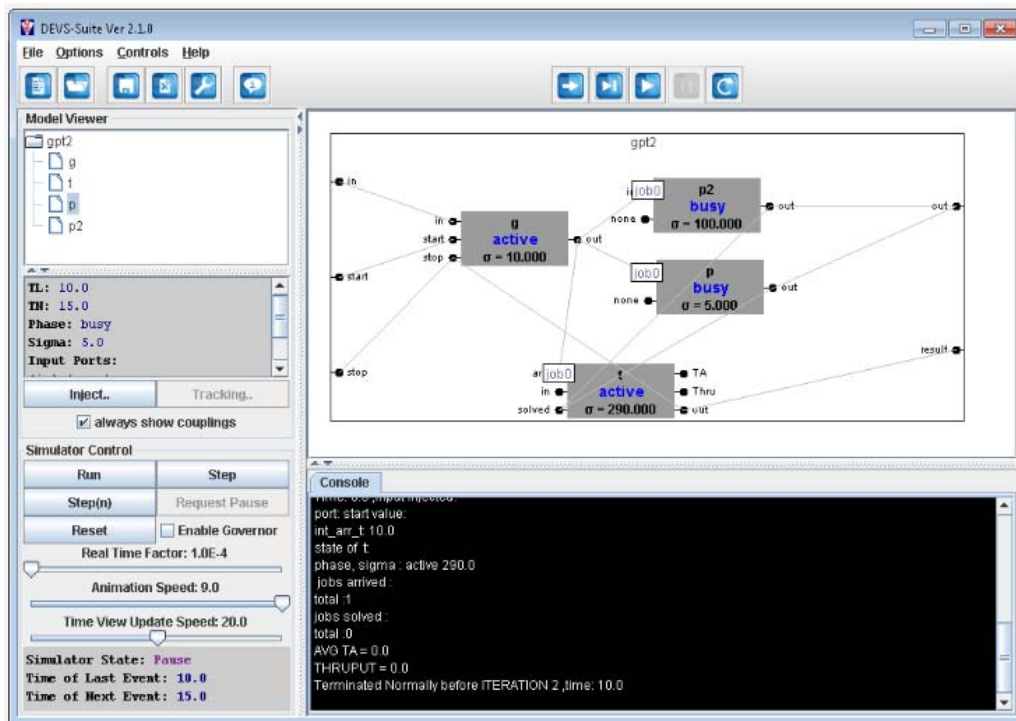 DEVS-Suite Ver 2.1.0
File Options Controls Help
Model Viewer
gpt2
g
t
p
p2
TL: 10.0
TN: 15.0
Phase: busy
Sigma: 5.0
Input Ports:
Inject.. Tracking..
always show couplings
Simulator Control
Run Step
Step(n) Request Pause
Reset Enable Governor
Real Time Factor: 1.0E-4
Animation Speed: 9.0
Time View Update Speed: 20.0
Simulator State: Pause
Time of Last Event: 10.0
Time of Next Event: 15.0
gpt2
in
start
stop
in
start
stop
g
active
σ = 10.000
out
job0
none
p2
busy
σ = 100.000
out
job0
none
p
busy
σ = 5.000
out
job0
in
solved
t
active
σ = 290.000
TA
Thru
out
out
result
Console
Time: 0.0 ,input injected:
port: start value:
int_arr_t: 10.0
state of t:
phase, sigma : active 290.0
jobs arrived :
total :1
jobs solved :
total :0
AVG TA = 0.0
THRUPUT = 0.0
Terminated Normally before ITERATION 2 ,time: 10.0